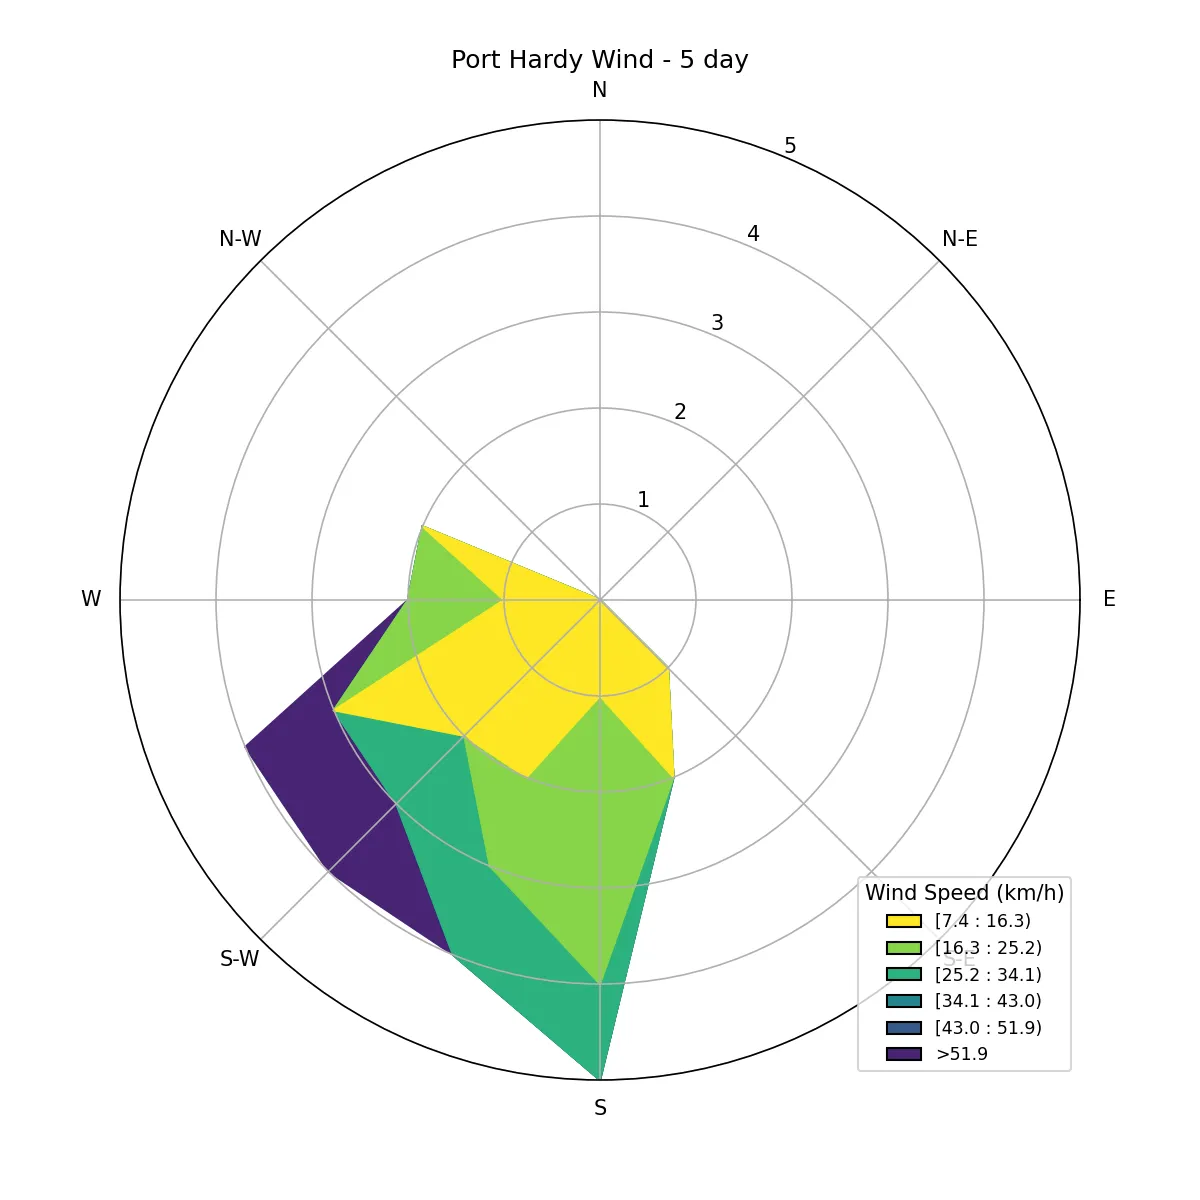 Port Hardy Wind - 5 day
N
5
N-W
4
N-E
3
2
1
W
E
Wind Speed (km/h)
[7.4 : 16.3)
[16.3 : 25.2)
S-W
S-E
[25.2 : 34.1)
[34.1 : 43.0)
[43.0 : 51.9)
>51.9
S